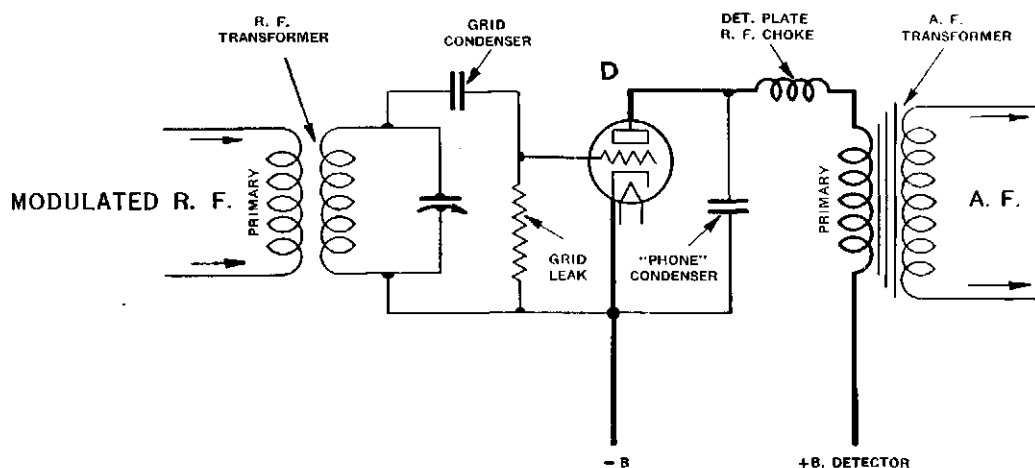 R. F.
TRANSFORMER
GRID
CONDENSER
D
DET. PLATE
R. F. CHOKE
A. F.
TRANSFORMER
MODULATED R. F.
PRIMARY
GRID
LEAK
"PHONE"
CONDENSER
PRIMARY
A. F.
– B
+B. DETECTOR